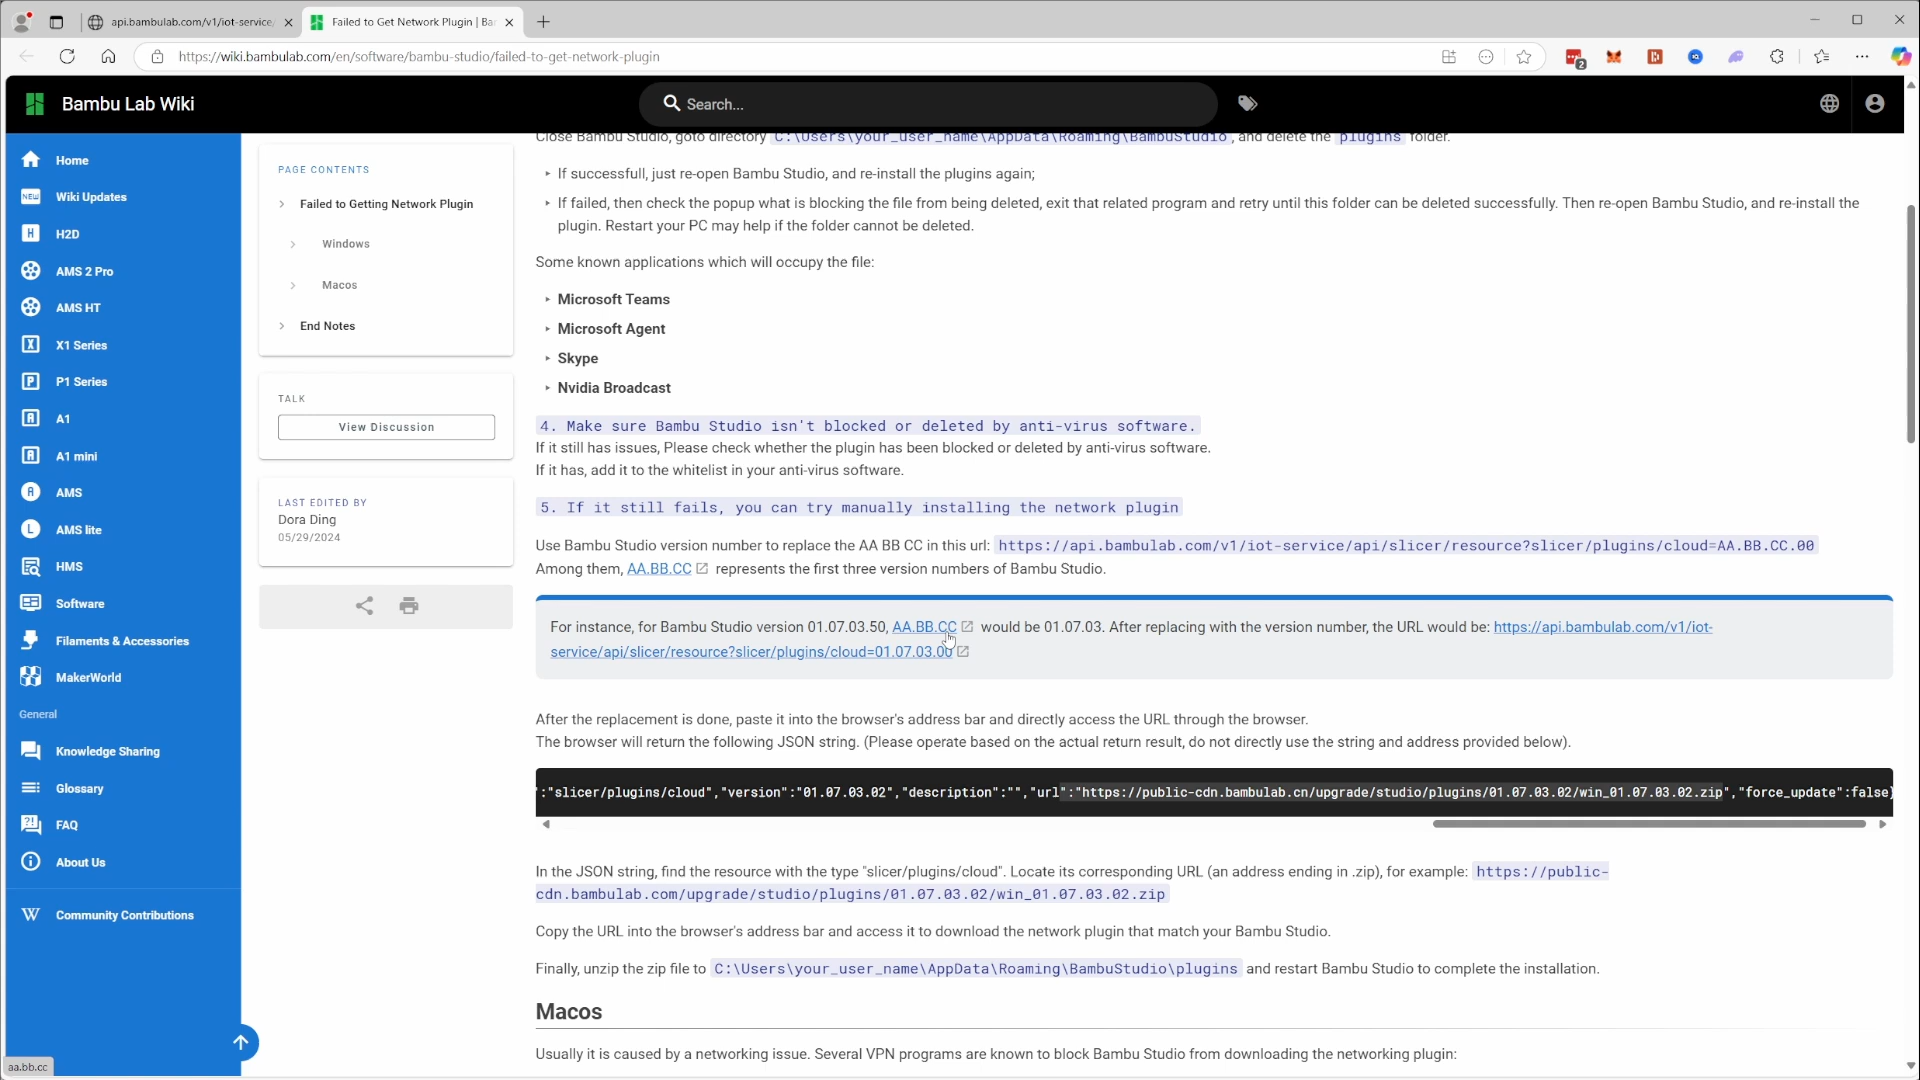 api.bambulab.com/v1/iot-service/
Failed to Get Network Plugin | Ba
https://wiki.bambulab.com/en/software/bambu-studio/failed-to-get-network-plugin
2
Bambu Lab Wiki
Search...
Home
NEW Wiki Updates
H H2D
AMS 2 Pro
AMS HT
X X1 Series
P P1 Series
A A1
A A1 mini
A AMS
L AMS lite
HMS
Software
Filaments & Accessories
MakerWorld
General
Knowledge Sharing
Glossary
FAQ
About Us
W Community Contributions
PAGE CONTENTS
Failed to Getting Network Plugin
Windows
Macos
End Notes
TALK
View Discussion
LAST EDITED BY
Dora Ding
05/29/2024
Close Bambu Studio, goto directory C:\Users\your_user_name\AppData\Roaming\BambuStudio, and delete the plugins folder.
If successful, just re-open Bambu Studio, and re-install the plugins again;
If failed, then check the popup what is blocking the file from being deleted, exit that related program and retry until this folder can be deleted successfully. Then re-open Bambu Studio, and re-install the
plugin. Restart your PC may help if the folder cannot be deleted.
Some known applications which will occupy the file:
Microsoft Teams
Microsoft Agent
Skype
Nvidia Broadcast
4. Make sure Bambu Studio isn't blocked or deleted by anti-virus software.
If it still has issues, Please check whether the plugin has been blocked or deleted by anti-virus software.
If it has, add it to the whitelist in your anti-virus software.
5. If it still fails, you can try manually installing the network plugin
Use Bambu Studio version number to replace the AA BB CC in this url: https://api.bambulab.com/v1/iot-service/api/slicer/resource?slicer/plugins/cloud=AA.BB.CC.00
Among them, AA.BB.CC represents the first three version numbers of Bambu Studio.
For instance, for Bambu Studio version 01.07.03.50, AA.BB.CC would be 01.07.03. After replacing with the version number, the URL would be: https://api.bambulab.com/v1/iot-
service/api/slicer/resource?slicer/plugins/cloud=01.07.03.00
After the replacement is done, paste it into the browser's address bar and directly access the URL through the browser.
The browser will return the following JSON string. (Please operate based on the actual return result, do not directly use the string and address provided below).
":"slicer/plugins/cloud","version":"01.07.03.02","description":"","url":"https://public-cdn.bambulab.cn/upgrade/studio/plugins/01.07.03.02/win_01.07.03.02.zip","force_update":false}
In the JSON string, find the resource with the type "slicer/plugins/cloud". Locate its corresponding URL (an address ending in .zip), for example: https://public-
cdn.bambulab.com/upgrade/studio/plugins/01.07.03.02/win_01.07.03.02.zip
Copy the URL into the browser's address bar and access it to download the network plugin that match your Bambu Studio.
Finally, unzip the zip file to C:\Users\your_user_name\AppData\Roaming\BambuStudio\plugins and restart Bambu Studio to complete the installation.
Macos
Usually it is caused by a networking issue. Several VPN programs are known to block Bambu Studio from downloading the networking plugin:
aa.bb.cc